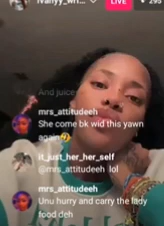 LIVE
295
And juice
mrs_attitudeeh
She come bk wid this yawn
again🤣
it_just_her_her_self
@mrs_attitudeeh lol
mrs_attitudeeh
Unu hurry and carry the lady
food deh